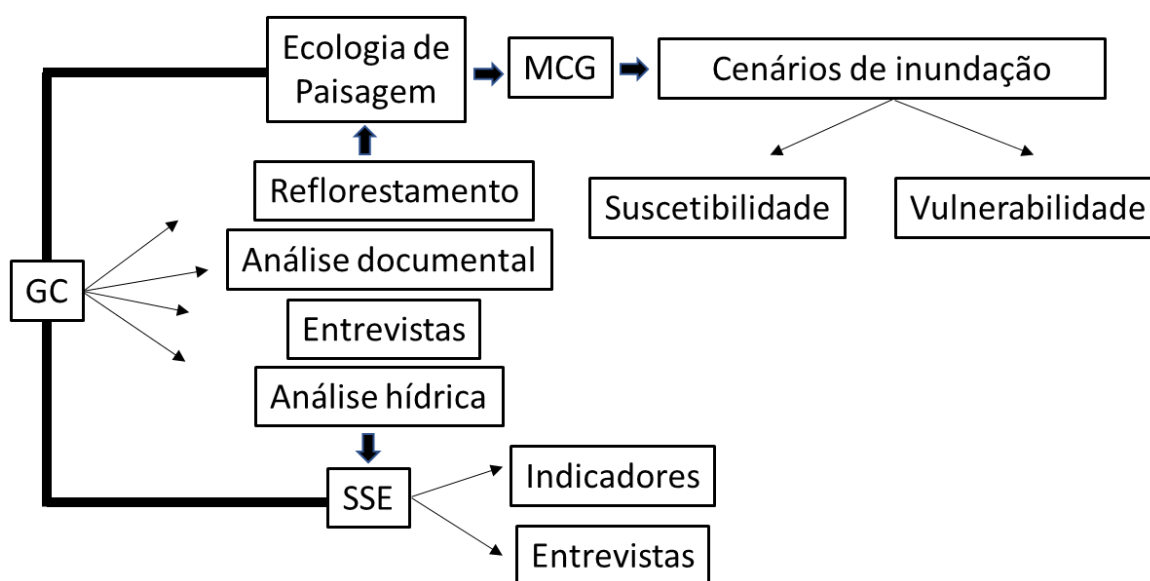 Ecologia de
Paisagem
MCG
Cenários de inundação
Reflorestamento
Suscetibilidade
Vulnerabilidade
Análise documental
GC
Entrevistas
Análise hídrica
SSE
Indicadores
Entrevistas